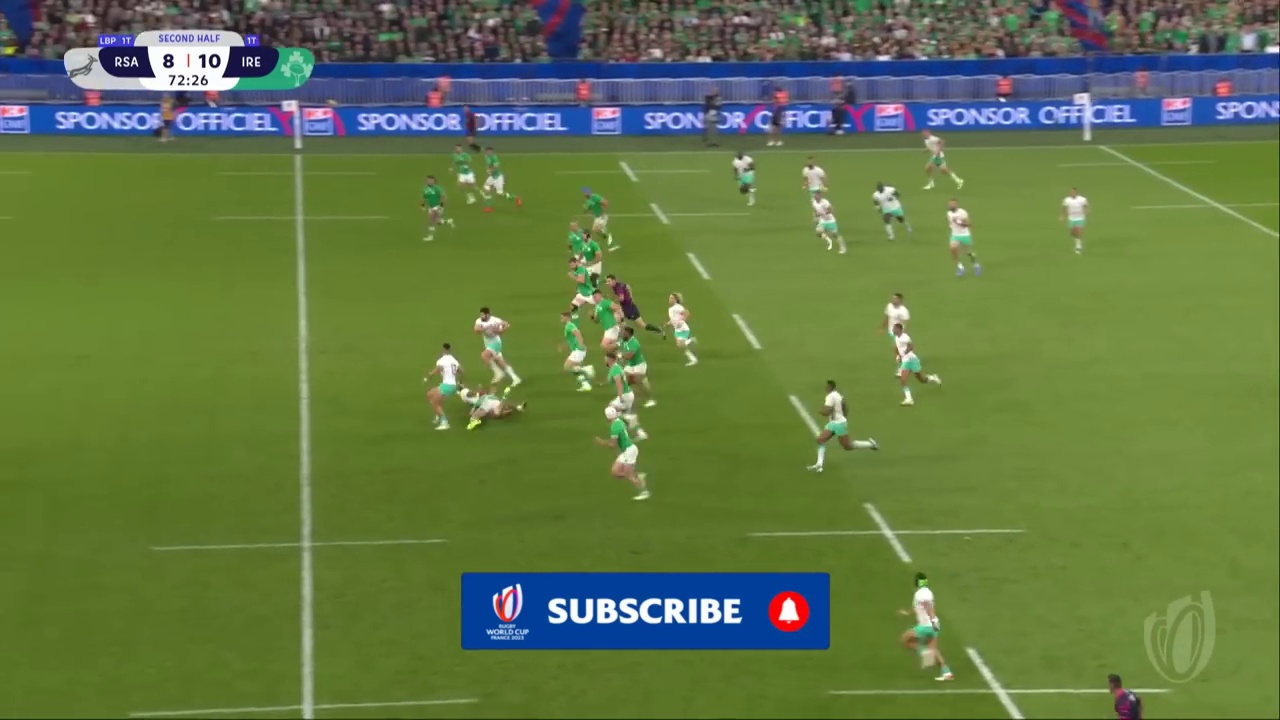 LBP 1T SECOND HALF 1T
RSA 8 | 10 IRE
72:26
SPONSOR OFFICIEL SPONSOR OFFICIEL SPONSOR OFFICIEL SPONSOR OFFICIEL SPON
SUBSCRIBE
RUGBY
WORLD CUP
FRANCE 2023